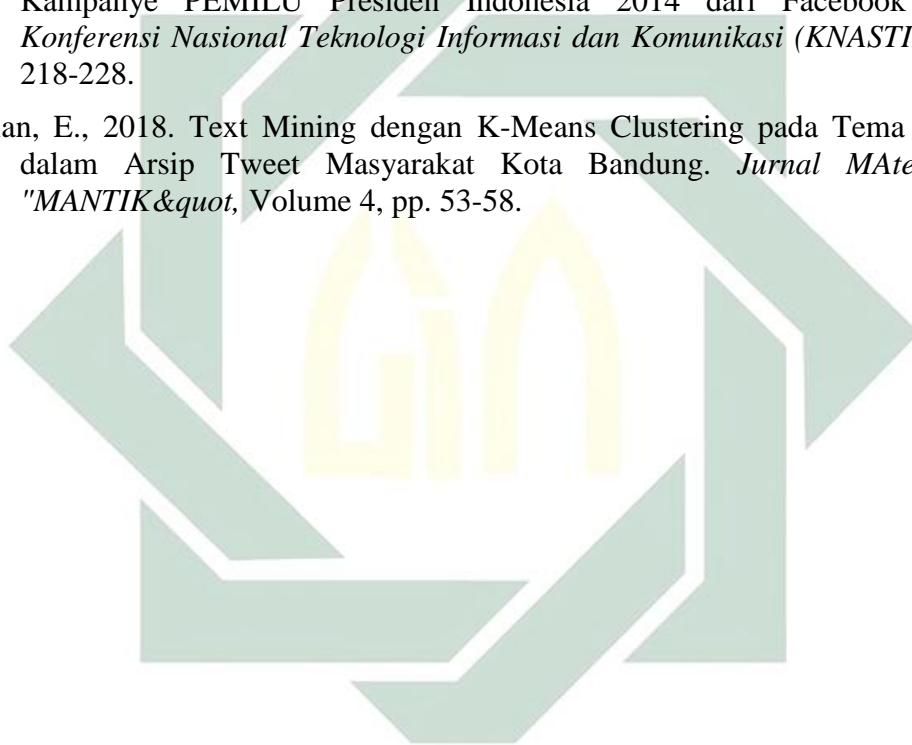 Kampanye PEMILU Presiden Indonesia 2014 dari Facebook
Konferensi Nasional Teknologi Informasi dan Komunikasi (KNASTI
218-228.
an, E., 2018. Text Mining dengan K-Means Clustering pada Tema
dalam Arsip Tweet Masyarakat Kota Bandung. Jurnal MAte
"MANTIK&quot, Volume 4, pp. 53-58.